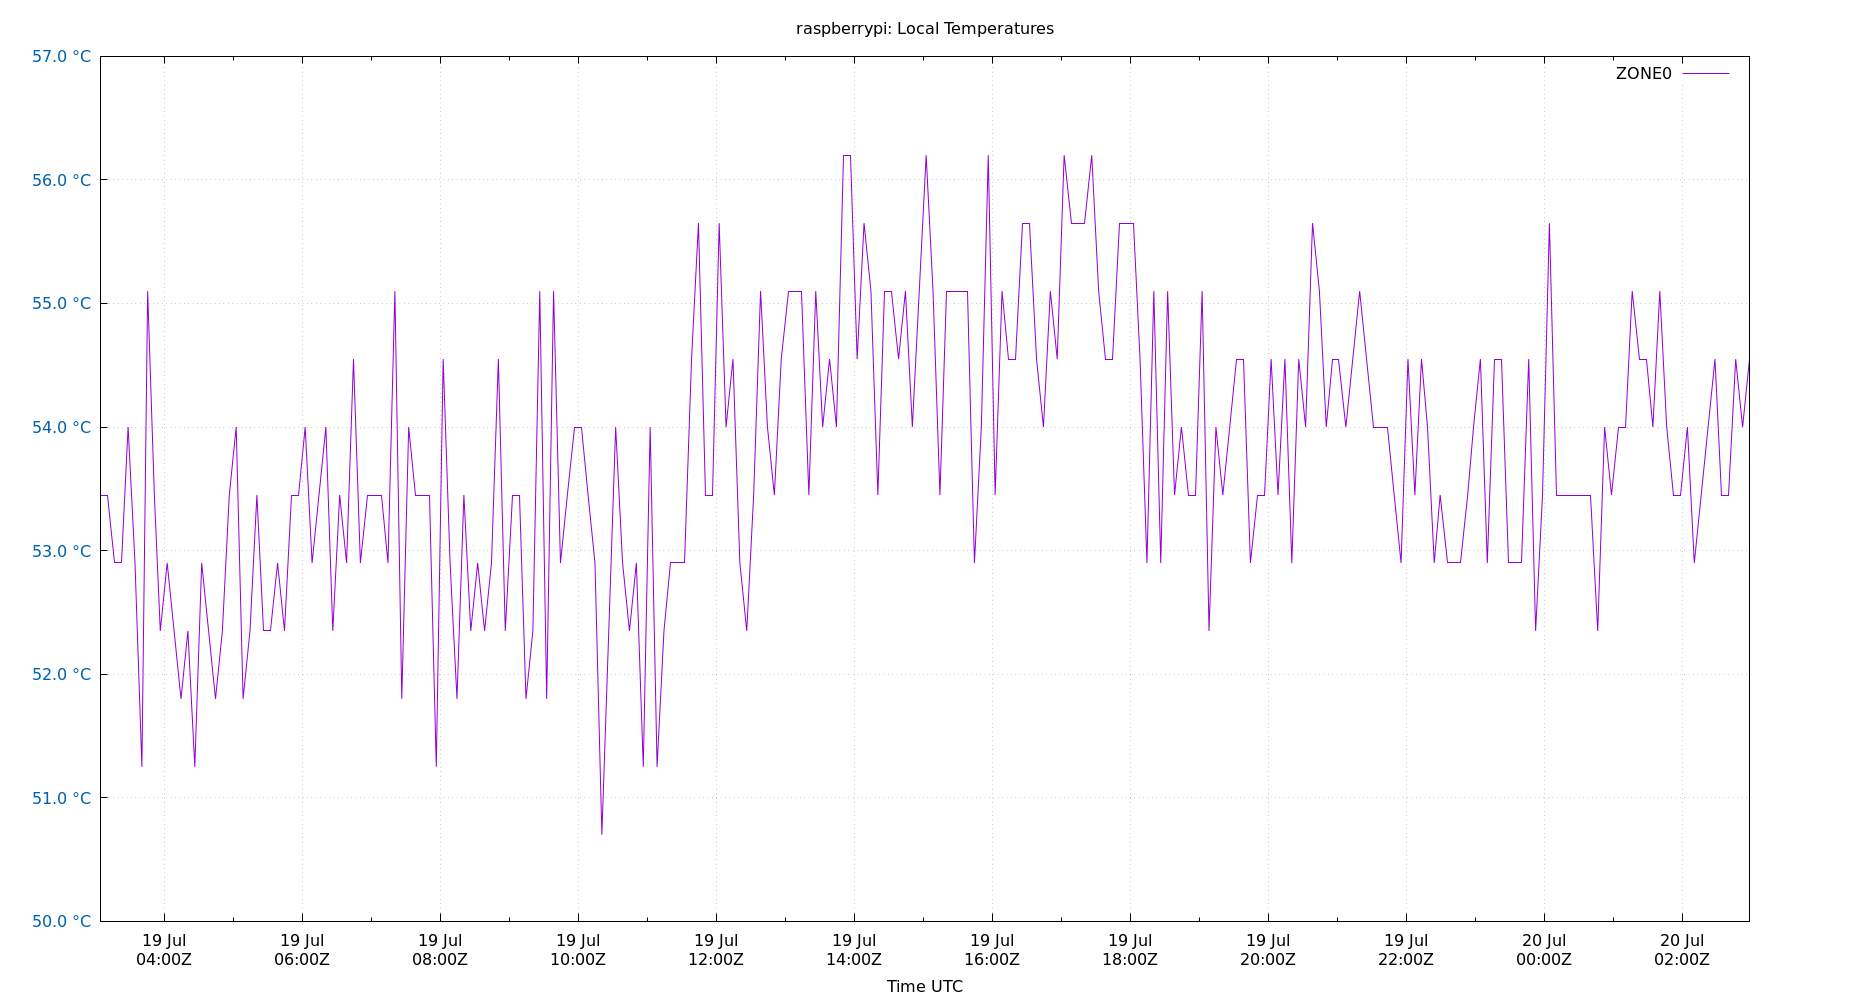 raspberrypi: Local Temperatures
57.0 °C
ZONE0
56.0 °C
55.0 °C
54.0 °C
53.0 °C
52.0 °C
51.0 °C
50.0 °C
19 Jul 19 Jul 19 Jul 19 Jul 19 Jul 19 Jul 19 Jul 19 Jul 19 Jul 19 Jul 20 Jul 20 Jul
04:00Z 06:00Z 08:00Z 10:00Z 12:00Z 14:00Z 16:00Z 18:00Z 20:00Z 22:00Z 00:00Z 02:00Z
Time UTC